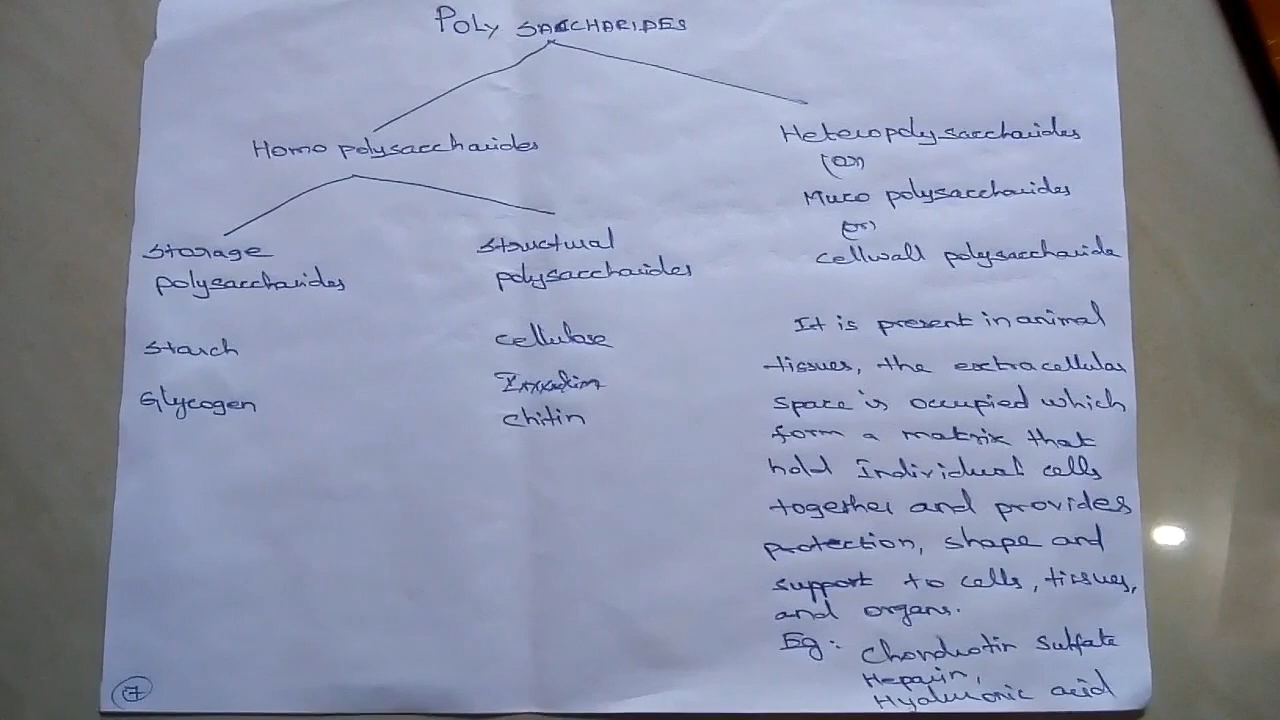 Poly SACCHARIDES
Homo polysaccharides
Heteropolysaccharides
(or)
Muco polysaccharides
(or)
cellwall polysaccharide
Storage
polysaccharides
Structual
polysaccharides
Starch
Glycogen
cellulose
chitin
It is present in animal
tissues, the extracellular
space is occupied which
form a matrix that
hold Individual cells
together and provides
protection, shape and
support to cells, tissues,
and organs.
Eg: Chondrotin Sulfate
Heparin,
Hyaluronic acid
7